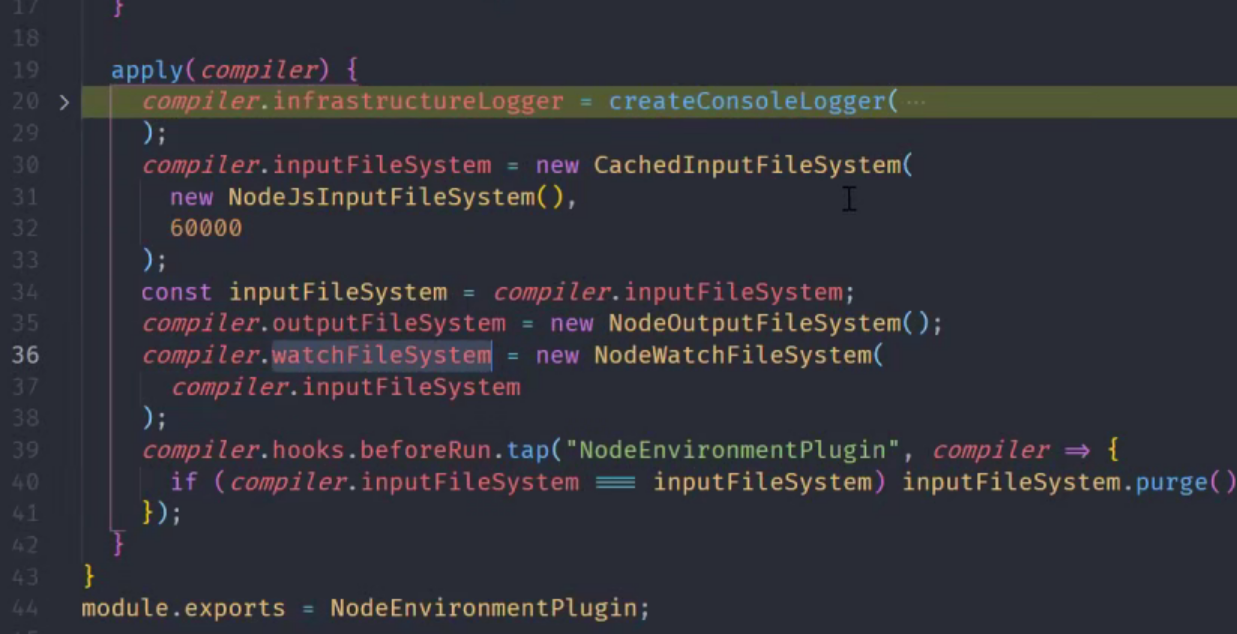 17 }
18
19 apply(compiler) {
20 > compiler.infrastructureLogger = createConsoleLogger( ···
29 );
30 compiler.inputFileSystem = new CachedInputFileSystem(
31 new NodeJsInputFileSystem(),
32 60000
33 );
34 const inputFileSystem = compiler.inputFileSystem;
35 compiler.outputFileSystem = new NodeOutputFileSystem();
36 compiler.watchFileSystem = new NodeWatchFileSystem(
37 compiler.inputFileSystem
38 );
39 compiler.hooks.beforeRun.tap("NodeEnvironmentPlugin", compiler => {
40 if (compiler.inputFileSystem === inputFileSystem) inputFileSystem.purge()
41 });
42 }
43 }
44 module.exports = NodeEnvironmentPlugin;